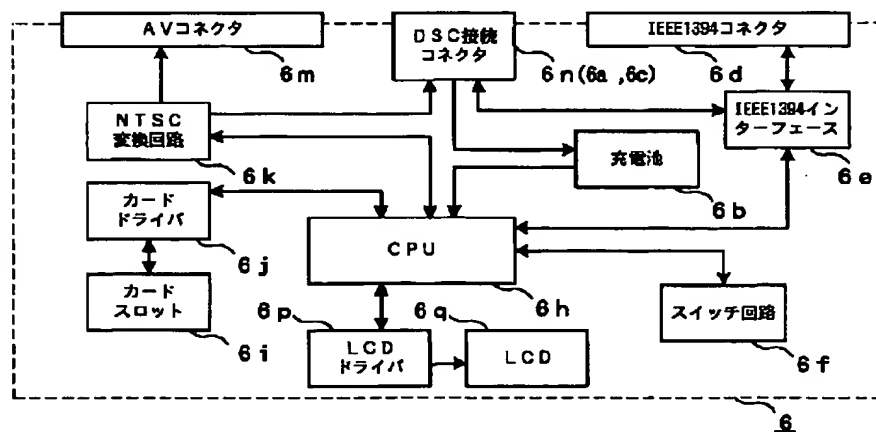 AVコネクタ
6m
DSC接続
コネクタ
6n(6a,6c)
IEEE1394コネクタ
6d
NTSC
変換回路
6k
IEEE1394イン
ターフェース
6e
充電池
6b
カード
ドライバ
6j
CPU
6h
カード
スロット
6i
スイッチ回路
6f
6p
LCD
ドライバ
6q
LCD
6